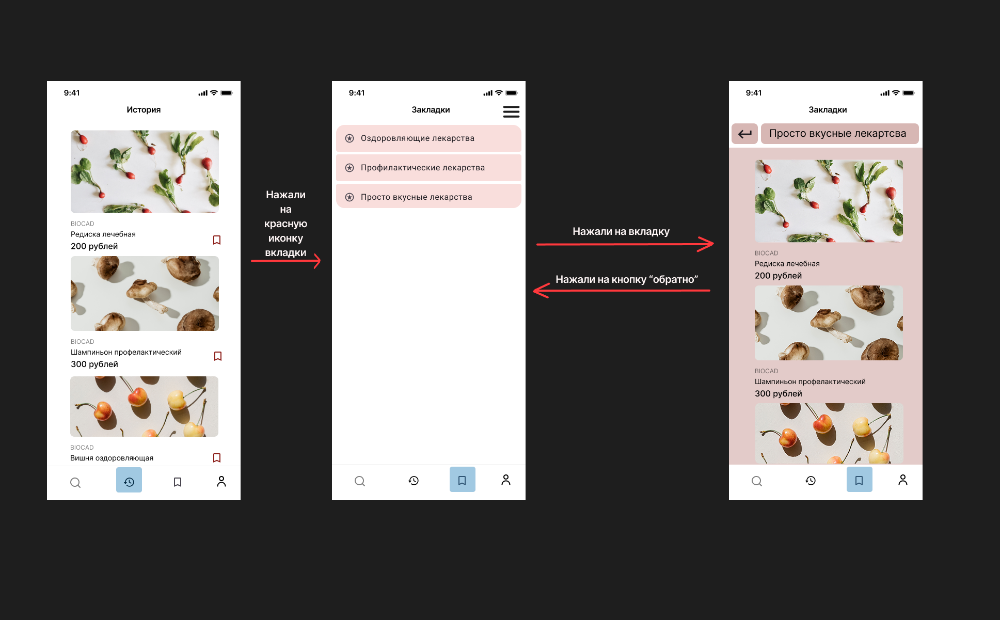 9:41
История
BIOCAD
Редиска лечебная
200 рублей
BIOCAD
Шампиньон профелактический
300 рублей
BIOCAD
Вишня оздоровляющая
Нажали
на
красную
иконку
вкладки
9:41
Закладки
Оздоровляющие лекарства
Профилактические лекарства
Просто вкусные лекарства
Нажали на вкладку
Нажали на кнопку “обратно”
9:41
Закладки
Просто вкусные лекартсва
BIOCAD
Редиска лечебная
200 рублей
BIOCAD
Шампиньон профелактический
300 рублей